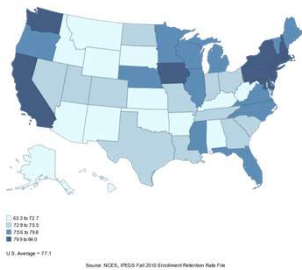 63.3 to 72.7
72.8 to 75.5
75.6 to 79.8
79.9 to 84.0
U.S. Average = 77.1
Source: NCES, IPEDS Fall 2010 Enrollment Retention Rate File